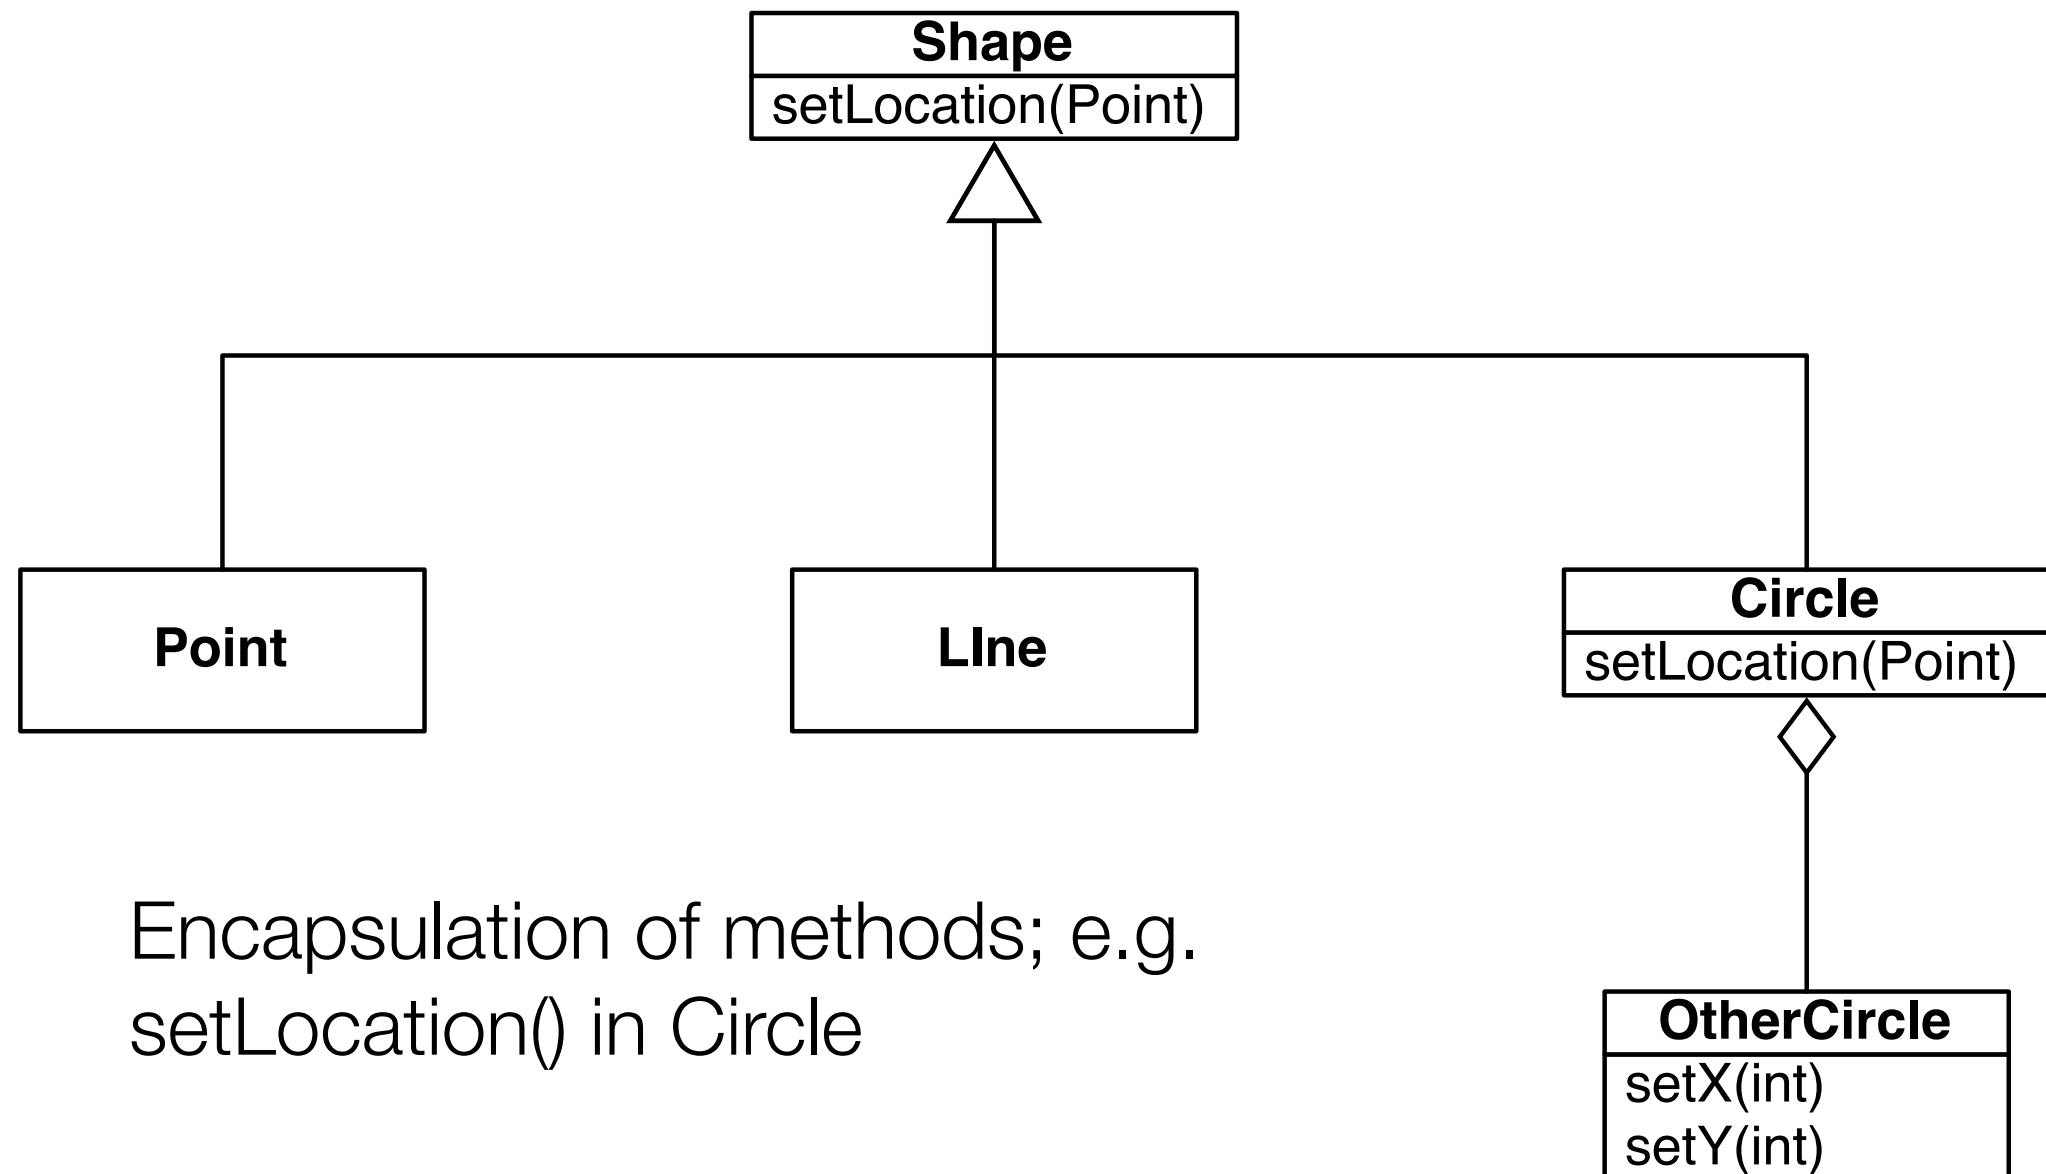 Shape
setLocation(Point)
Point
LIne
Circle
setLocation(Point)
Encapsulation of methods; e.g.
setLocation() in Circle
OtherCircle
setX(int)
setY(int)